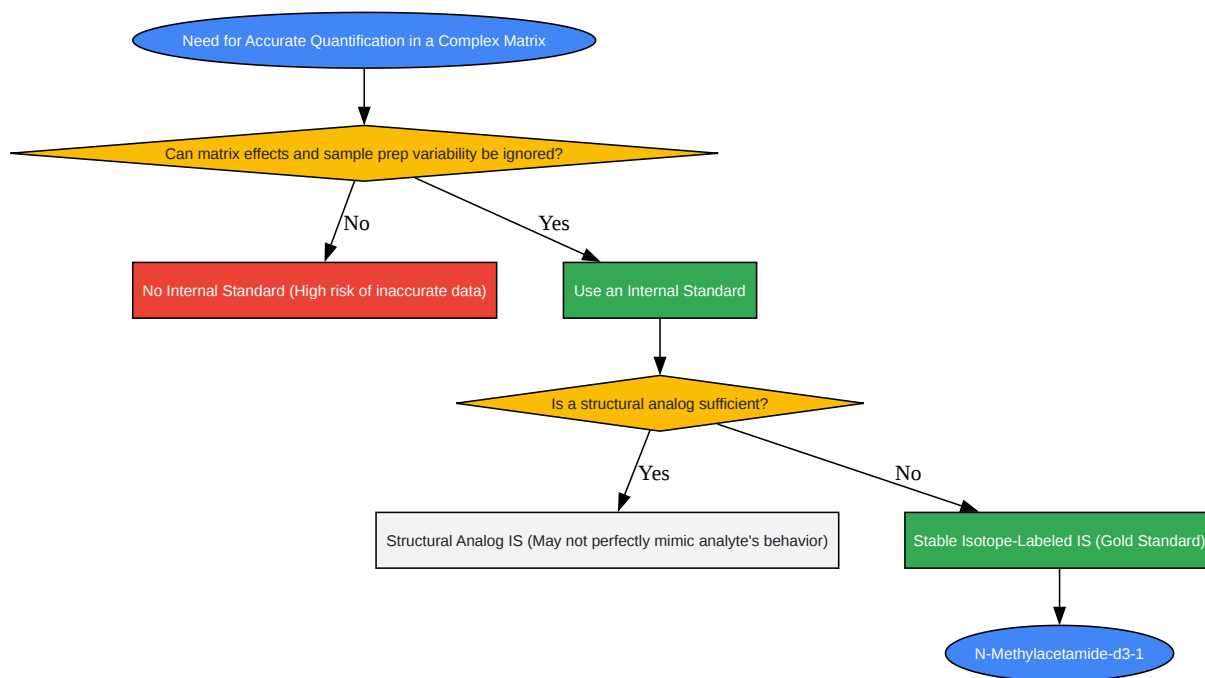 Need for Accurate Quantification in a Complex Matrix
Can matrix effects and sample prep variability be ignored?
No
Yes
No Internal Standard (High risk of inaccurate data)
Use an Internal Standard
Is a structural analog sufficient?
Yes
No
Structural Analog IS (May not perfectly mimic analyte's behavior)
Stable Isotope-Labeled IS (Gold Standard)
N-Methylacetamide-d3-1